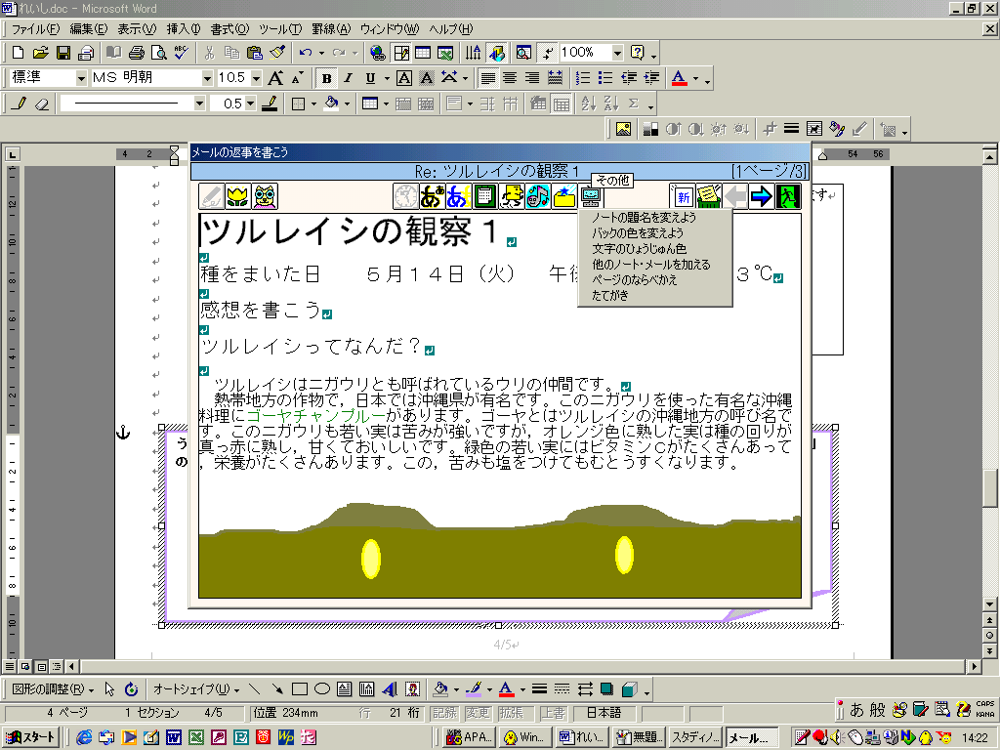 れいし.doc - Microsoft Word
ファイル(F) 編集(E) 表示(V) 挿入(I) 書式(O) ツール(T) 罫線(A) ウィンドウ(W) ヘルプ(H)
100%
標準 MS 明朝 10.5 B I U A A A
0.5
4 2 54 56
メールの返事を書こう
Re: ツルレイシの観察１ [1ページ/3]
その他
新
ノートの題名を変えよう
バックの色を変えよう
文字のひょうじゅん色
他のノート・メールを加える
ページのならべかえ
たてがき
ツルレイシの観察１
種をまいた日 ５月１４日（火） 午 ３℃
感想を書こう
ツルレイシってなんだ？
ツルレイシはニガウリとも呼ばれているウリの仲間です。
熱帯地方の作物で，日本では沖縄県が有名です。このニガウリを使った有名な沖縄
料理にゴーヤチャンプルーがあります。ゴーヤとはツルレイシの沖縄地方の呼び名で
す。このニガウリも若い実は苦みが強いですが，オレンジ色に熟した実は種の回りが
真っ赤に熟し，甘くておいしいです。緑色の若い実にはビタミンＣがたくさんあって
，栄養がたくさんあります。この，苦みも塩をつけてもむとうすくなります。
す
う
の
4/5
図形の調整(R) オートシェイプ(U)
4 ページ 1 セクション 4/5 位置 234mm 行 21 桁 記録 変更 拡張 上書 日本語
あ 般 CAPS
KANA
スタート APA... Win... れい... 無題... スタディノ... メール... 14:22